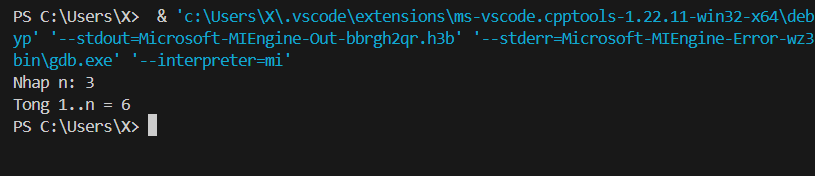 PS C:\Users\X>  & 'c:\Users\X\.vscode\extensions\ms-vscode.cpptools-1.22.11-win32-x64\deb
yp' '--stdout=Microsoft-MIEngine-Out-bbrgh2qr.h3b' '--stderr=Microsoft-MIEngine-Error-wz3
bin\gdb.exe' '--interpreter=mi'
Nhap n: 3
Tong 1..n = 6
PS C:\Users\X>